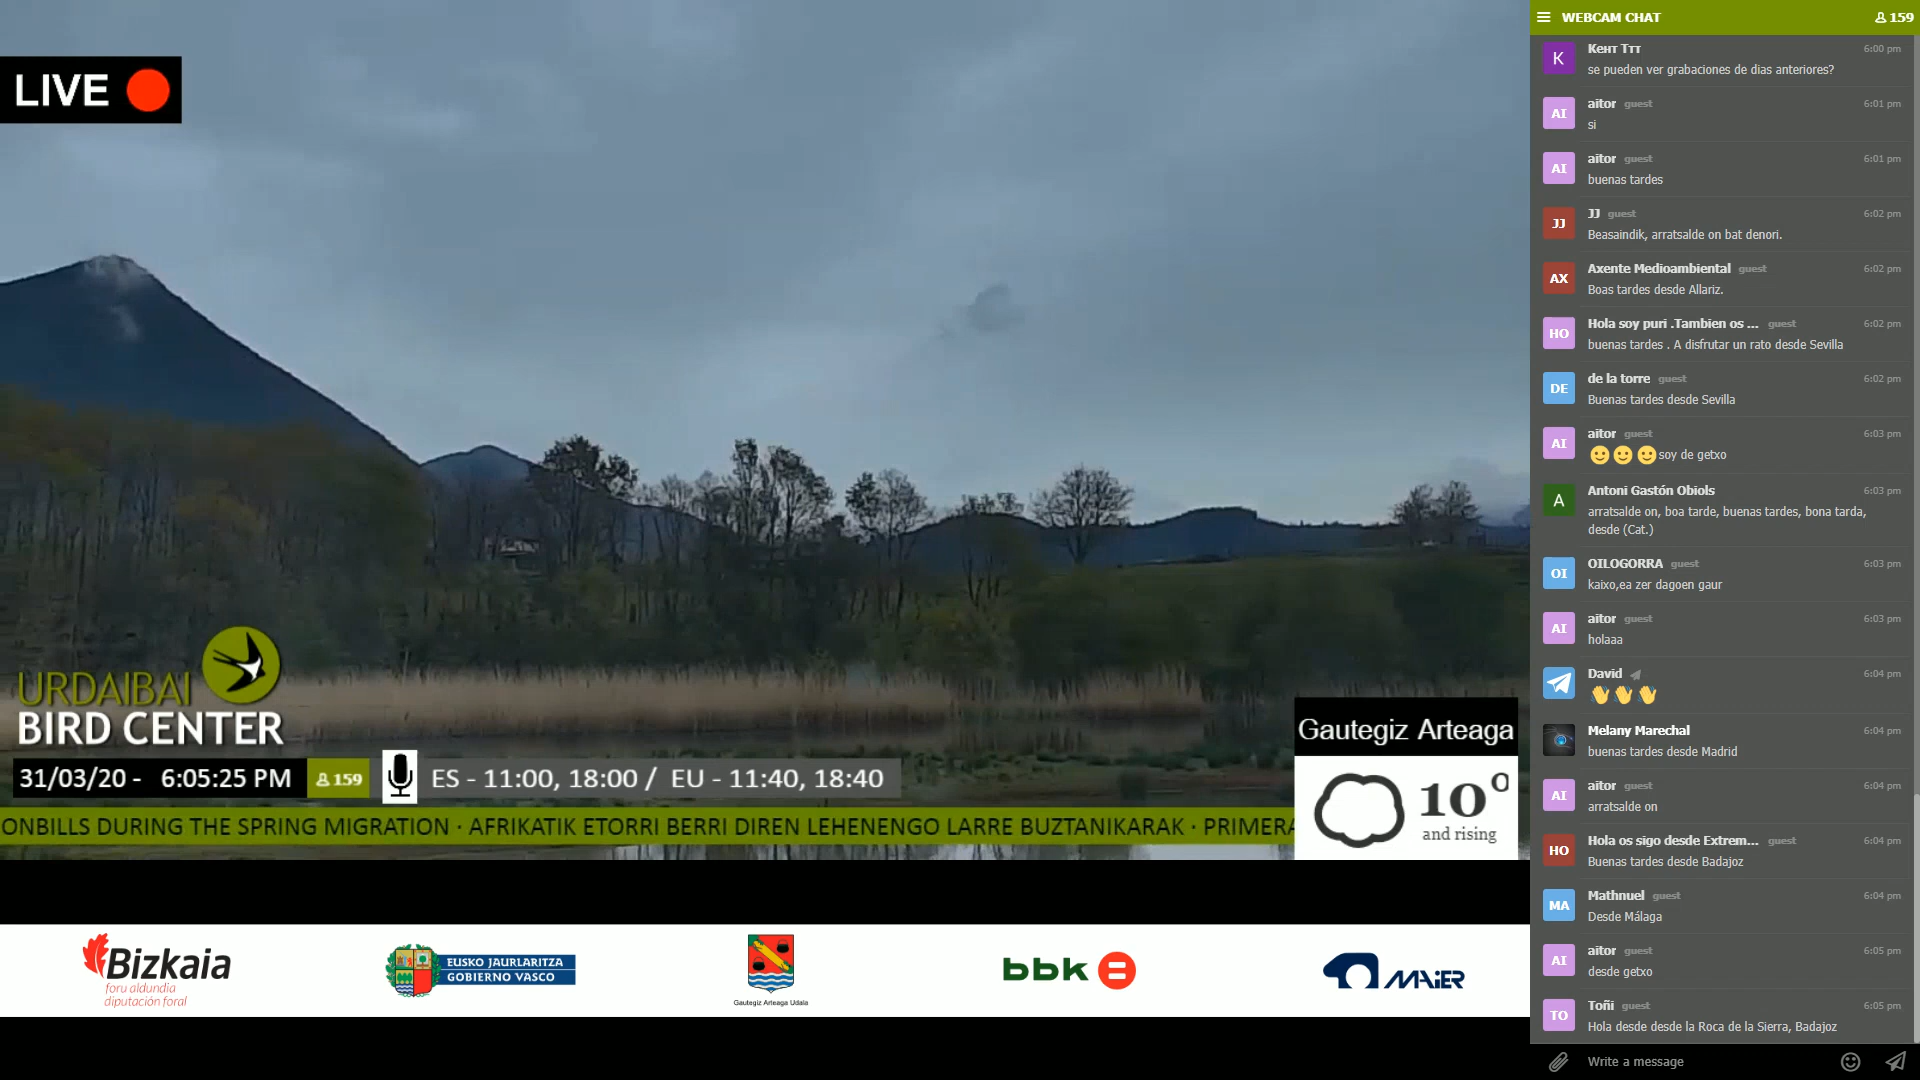 LIVE
URDAIBAI
BIRD CENTER
31/03/20 - 6:05:25 PM
159
ES - 11:00, 18:00 / EU - 11:40, 18:40
ONBILLS DURING THE SPRING MIGRATION · AFRIKATIK ETORRI BERRI DIREN LEHENENGO LARRE BUZTANIKARAK · PRIMERA
Gautegiz Arteaga
10º
and rising
Bizkaia
foru aldundia
diputación foral
EUSKO JAURLARITZA
GOBIERNO VASCO
Gautegiz Arteaga Udala
bbk
MAIER
WEBCAM CHAT 159
K
Кент Ттт 6:00 pm
se pueden ver grabaciones de dias anteriores?
AI
aitor guest 6:01 pm
si
AI
aitor guest 6:01 pm
buenas tardes
JJ
JJ guest 6:02 pm
Beasaindik, arratsalde on bat denori.
AX
Axente Medioambiental guest 6:02 pm
Boas tardes desde Allariz.
HO
Hola soy puri .Tambien os ... guest 6:02 pm
buenas tardes . A disfrutar un rato desde Sevilla
DE
de la torre guest 6:02 pm
Buenas tardes desde Sevilla
AI
aitor guest 6:03 pm
🙂🙂🙂soy de getxo
A
Antoni Gastón Obiols 6:03 pm
arratsalde on, boa tarde, buenas tardes, bona tarda,
desde (Cat.)
OI
OILOGORRA guest 6:03 pm
kaixo,ea zer dagoen gaur
AI
aitor guest 6:03 pm
holaaa
David 6:04 pm
👋👋👋
Melany Marechal 6:04 pm
buenas tardes desde Madrid
AI
aitor guest 6:04 pm
arratsalde on
HO
Hola os sigo desde Extrem... guest 6:04 pm
Buenas tardes desde Badajoz
MA
Mathnuel guest 6:04 pm
Desde Málaga
AI
aitor guest 6:05 pm
desde getxo
TO
Toñi guest 6:05 pm
Hola desde desde la Roca de la Sierra, Badajoz
Write a message